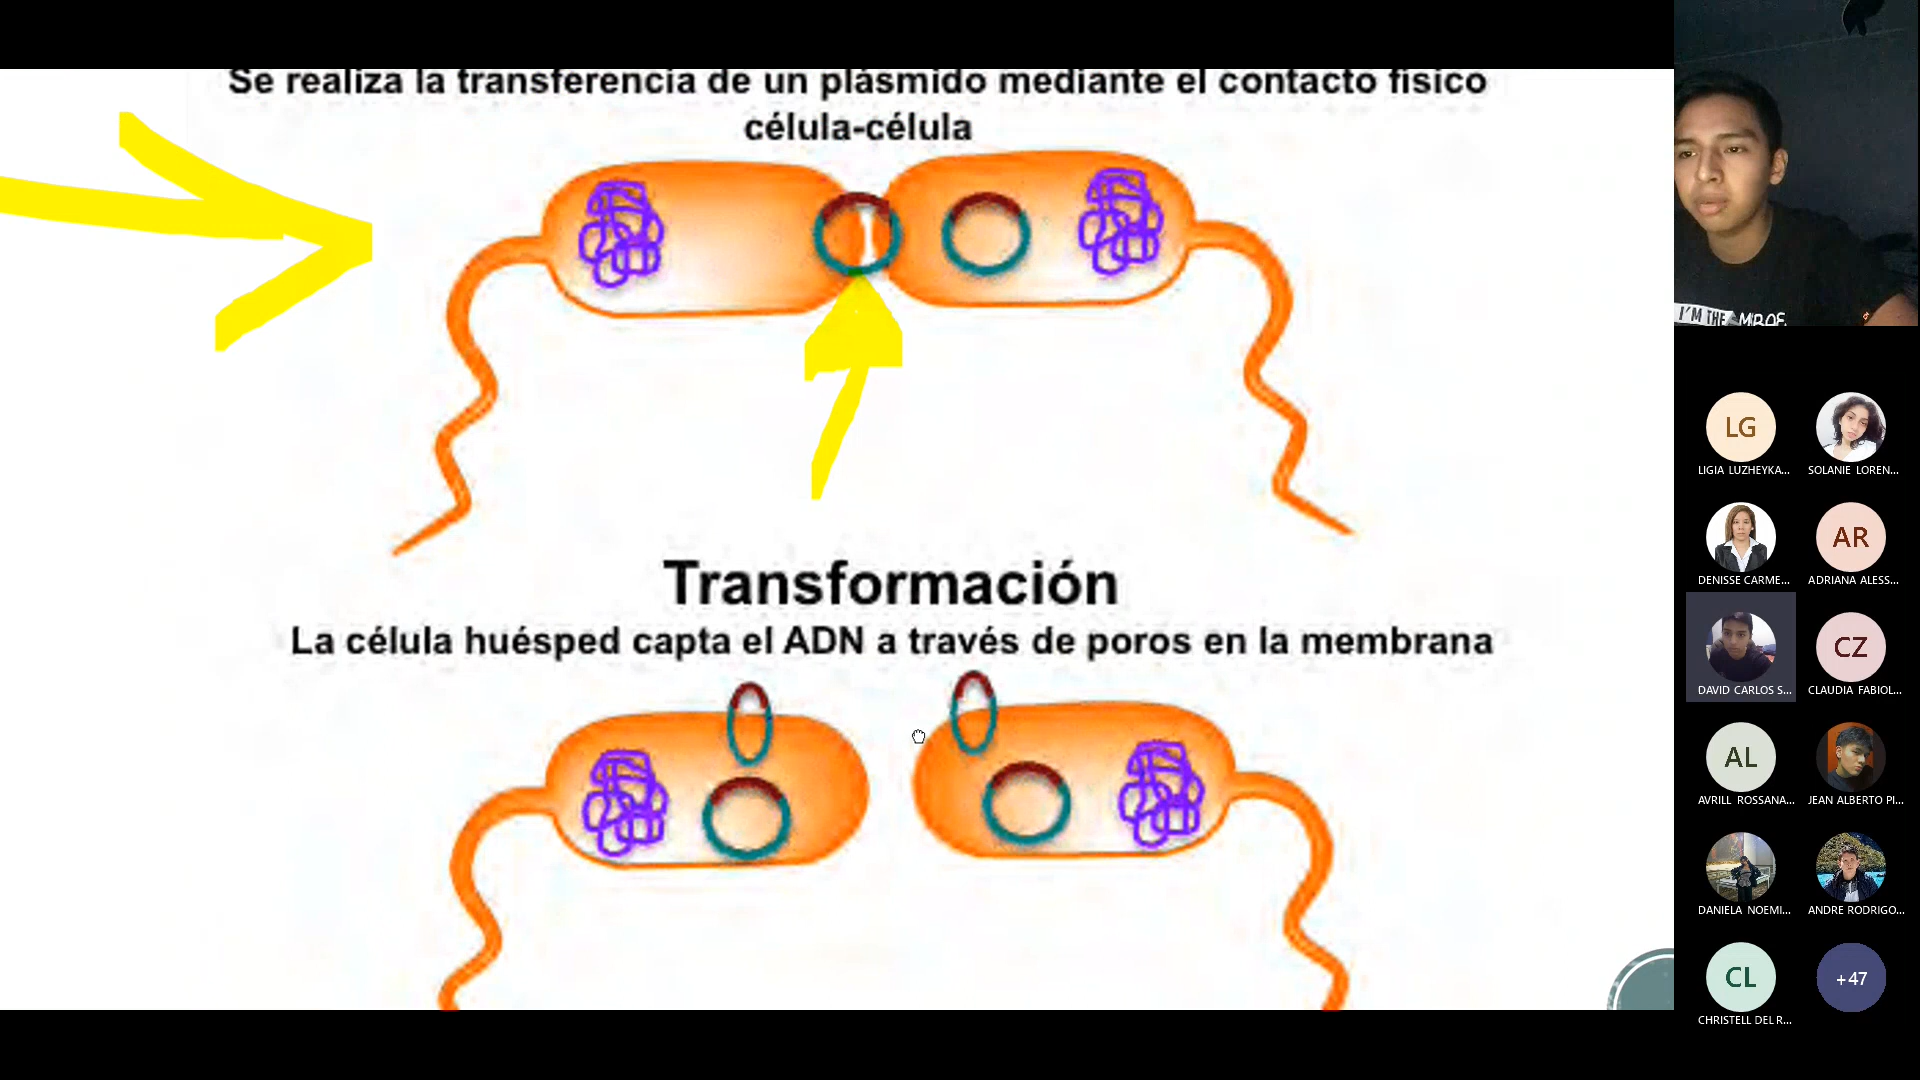 Se realiza la transferencia de un plásmido mediante el contacto físico
célula-célula
Transformación
La célula huésped capta el ADN a través de poros en la membrana
I'M THE
LG
LIGIA LUZHEYKA...
SOLANIE LOREN...
DENISSE CARME...
AR
ADRIANA ALESS...
DAVID CARLOS S...
CZ
CLAUDIA FABIOL...
AL
AVRILL ROSSANA...
JEAN ALBERTO PI...
DANIELA NOEMI...
ANDRE RODRIGO...
CL
CHRISTELL DEL R...
+47